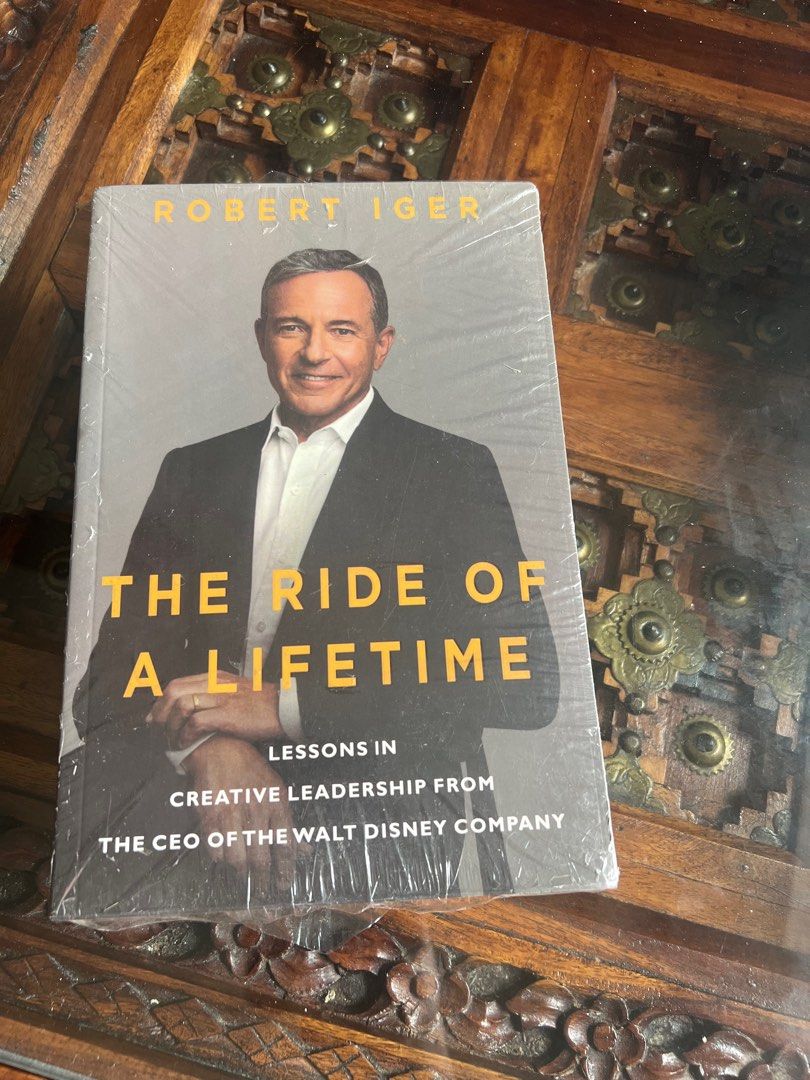 ROBERT IGER
THE RIDE OF
A LIFETIME
LESSONS IN
CREATIVE LEADERSHIP FROM
THE CEO OF THE WALT DISNEY COMPANY